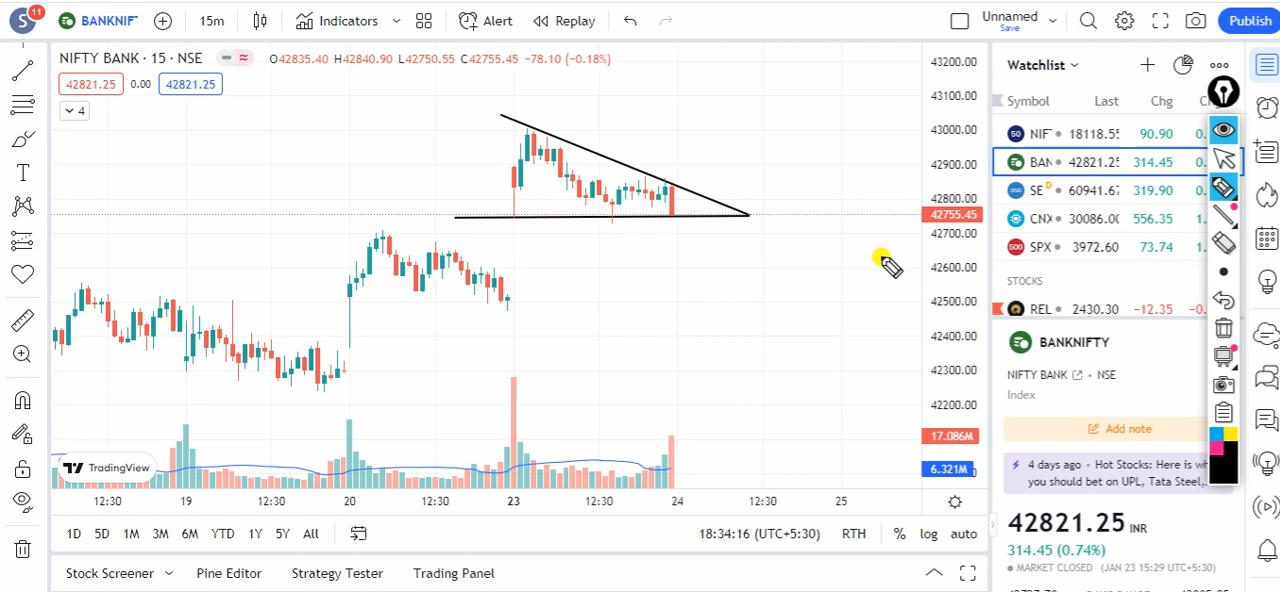 S 11 BANKNIF 15m Indicators Alert Replay Unnamed Save Publish
NIFTY BANK · 15 · NSE O42835.40 H42840.90 L42750.55 C42755.45 −78.10 (−0.18%)
42821.25 0.00 42821.25
4
43200.00
43100.00
43000.00
42900.00
42800.00
42755.45
42700.00
42600.00
42500.00
42400.00
42300.00
42200.00
17.086M
6.321M
TradingView
12:30 19 12:30 20 12:30 23 12:30 24 12:30 25
1D 5D 1M 3M 6M YTD 1Y 5Y All 18:34:16 (UTC+5:30) RTH % log auto
Stock Screener Pine Editor Strategy Tester Trading Panel
Watchlist
Symbol Last Chg
50 NIF 18118.55 90.90 0.
BAN 42821.25 314.45 0.
SE D 60941.67 319.90 0.
CNX 30086.00 556.35 1.
500 SPX 3972.60 73.74 1.
STOCKS
REL 2430.30 −12.35 −0.
BANKNIFTY
NIFTY BANK · NSE
Index
Add note
4 days ago · Hot Stocks: Here is wh
you should bet on UPL, Tata Steel,
42821.25 INR
314.45 (0.74%)
MARKET CLOSED (JAN 23 15:29 UTC+5:30)